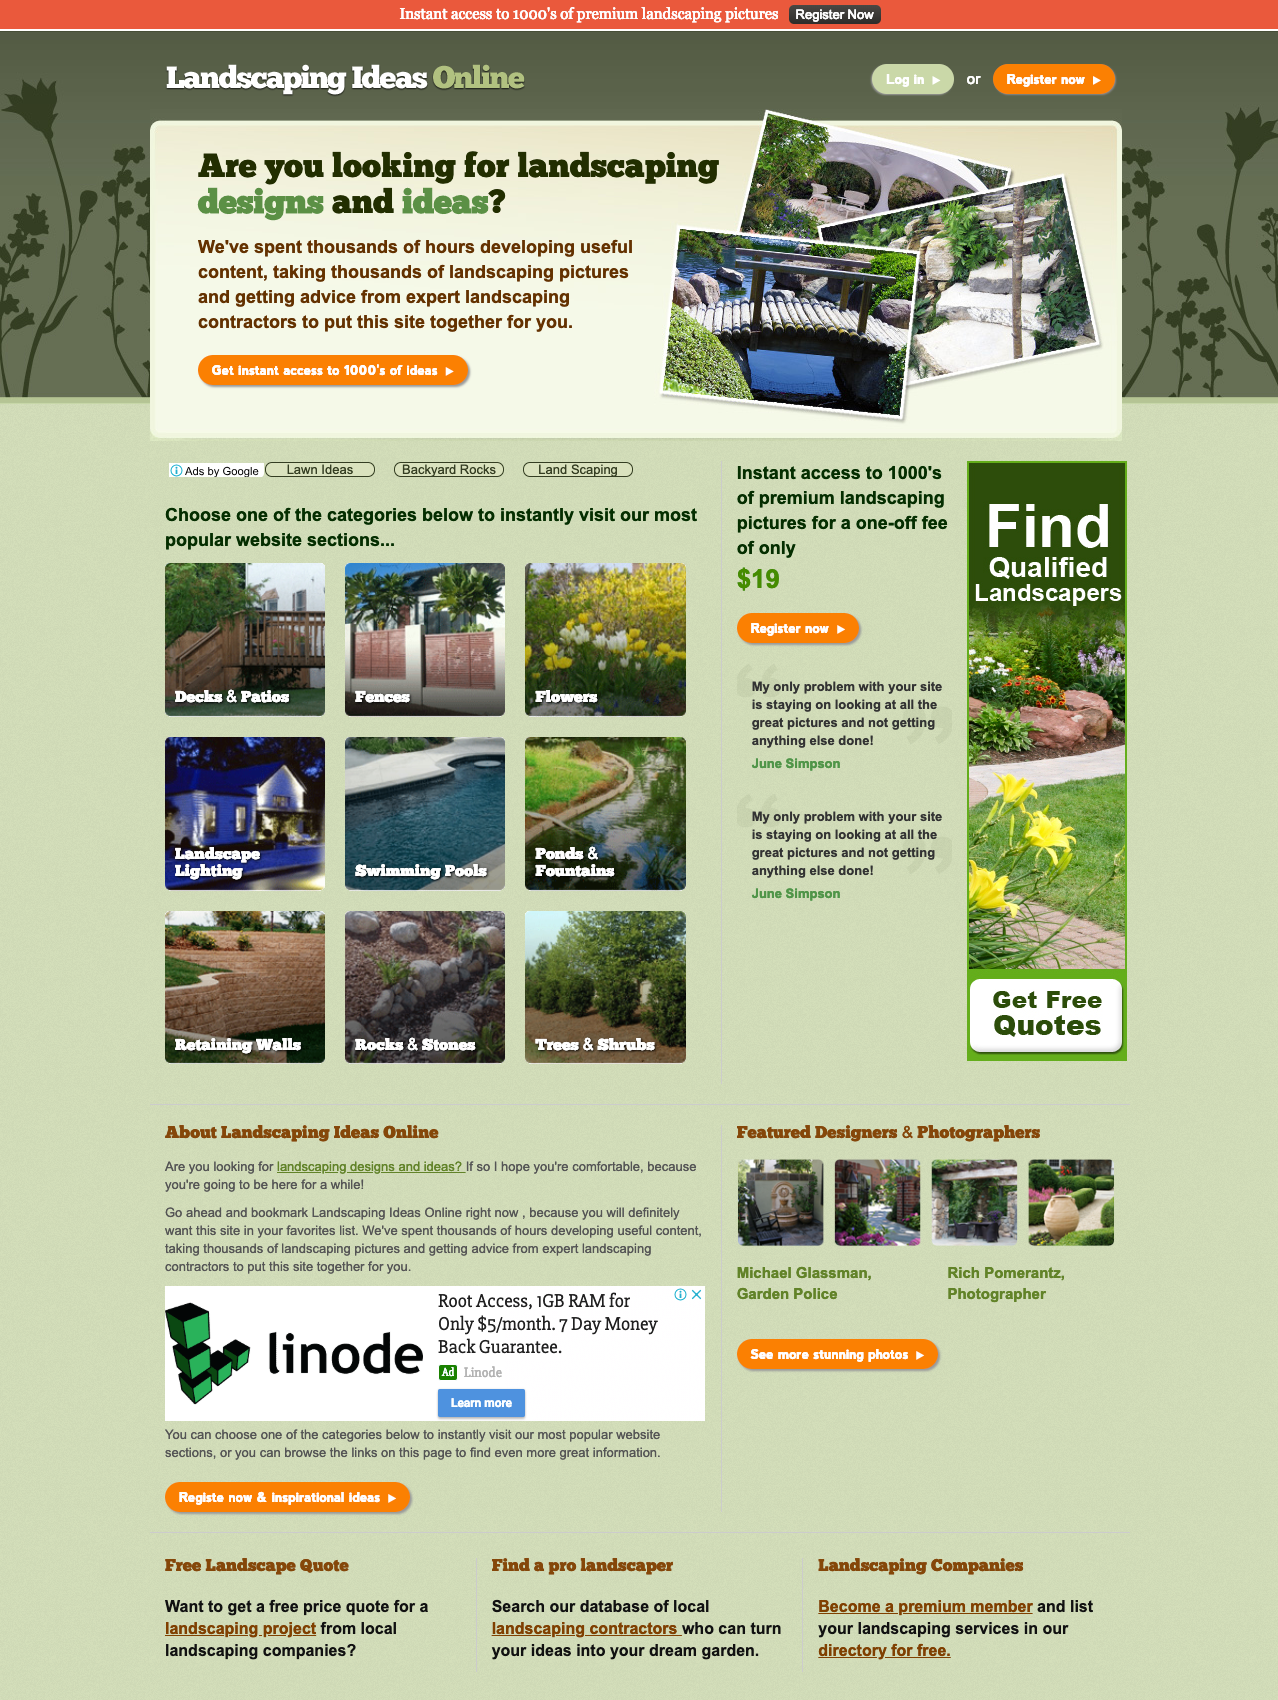 Instant access to 1000's of premium landscaping pictures Register Now
Landscaping Ideas Online
Log in or Register now
Are you looking for landscaping
designs and ideas?
We've spent thousands of hours developing useful
content, taking thousands of landscaping pictures
and getting advice from expert landscaping
contractors to put this site together for you.
Get instant access to 1000's of ideas
Ads by Google Lawn Ideas Backyard Rocks Land Scaping
Choose one of the categories below to instantly visit our most
popular website sections...
Decks & Patios
Fences
Flowers
Landscape
Lighting
Swimming Pools
Ponds &
Fountains
Retaining Walls
Rocks & Stones
Trees & Shrubs
Instant access to 1000's
of premium landscaping
pictures for a one-off fee
of only
$19
Register now
My only problem with your site
is staying on looking at all the
great pictures and not getting
anything else done!
June Simpson
My only problem with your site
is staying on looking at all the
great pictures and not getting
anything else done!
June Simpson
Find
Qualified
Landscapers
Get Free
Quotes
About Landscaping Ideas Online
Are you looking for landscaping designs and ideas? If so I hope you're comfortable, because
you're going to be here for a while!
Go ahead and bookmark Landscaping Ideas Online right now , because you will definitely
want this site in your favorites list. We've spent thousands of hours developing useful content,
taking thousands of landscaping pictures and getting advice from expert landscaping
contractors to put this site together for you.
linode
Root Access, 1GB RAM for
Only $5/month. 7 Day Money
Back Guarantee.
Ad Linode
Learn more
You can choose one of the categories below to instantly visit our most popular website
sections, or you can browse the links on this page to find even more great information.
Registe now & inspirational ideas
Featured Designers & Photographers
Michael Glassman,
Garden Police
Rich Pomerantz,
Photographer
See more stunning photos
Free Landscape Quote
Want to get a free price quote for a
landscaping project from local
landscaping companies?
Find a pro landscaper
Search our database of local
landscaping contractors who can turn
your ideas into your dream garden.
Landscaping Companies
Become a premium member and list
your landscaping services in our
directory for free.